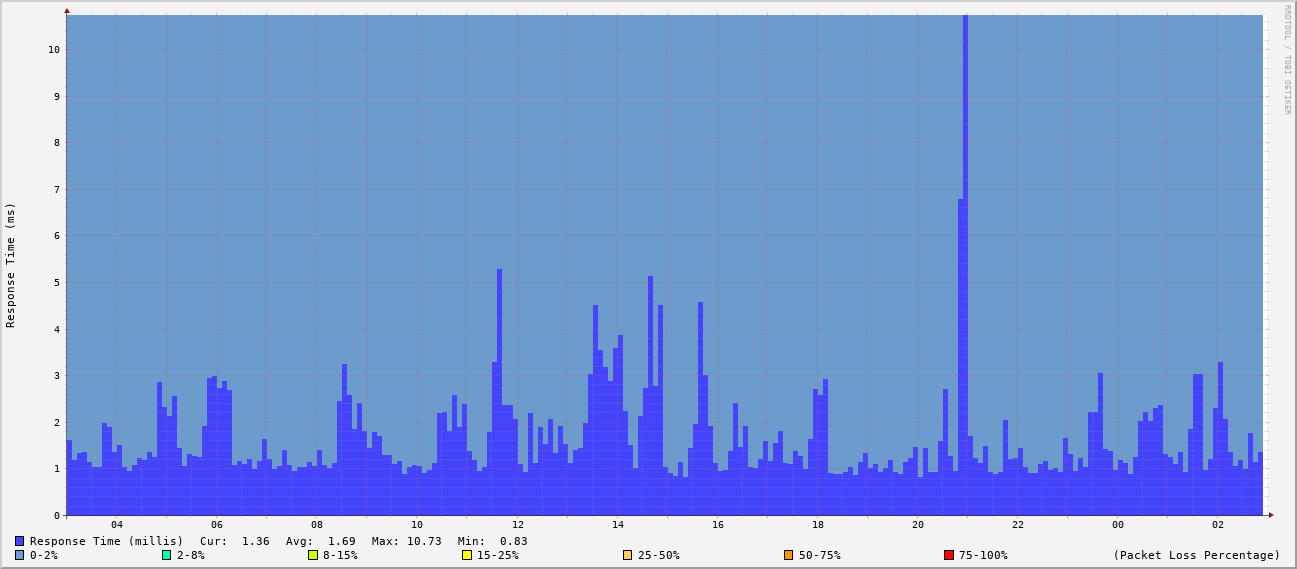 RRDTOOL / TOBI OETIKER
Response Time (ms)
10
9
8
7
6
5
4
3
2
1
0
04 06 08 10 12 14 16 18 20 22 00 02
Response Time (millis) Cur: 1.36 Avg: 1.69 Max: 10.73 Min: 0.83
0-2% 2-8% 8-15% 15-25% 25-50% 50-75% 75-100% (Packet Loss Percentage)